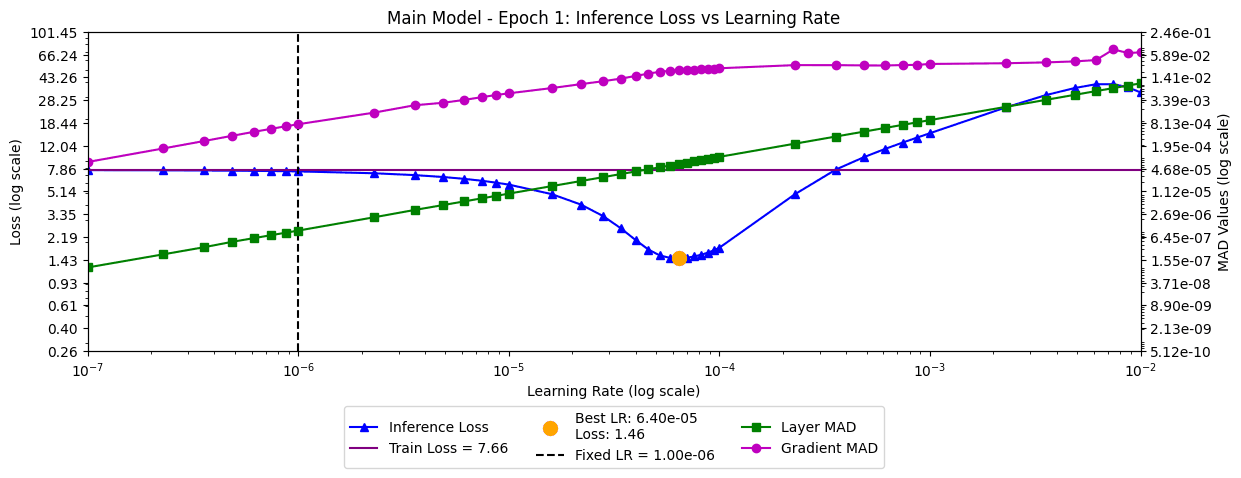 Main Model - Epoch 1: Inference Loss vs Learning Rate
Loss (log scale)
101.45
66.24
43.26
28.25
18.44
12.04
7.86
5.14
3.35
2.19
1.43
0.93
0.61
0.40
0.26
2.46e-01
5.89e-02
1.41e-02
3.39e-03
8.13e-04
1.95e-04
4.68e-05
1.12e-05
2.69e-06
6.45e-07
1.55e-07
3.71e-08
8.90e-09
2.13e-09
5.12e-10
MAD Values (log scale)
10⁻⁷ 10⁻⁶ 10⁻⁵ 10⁻⁴ 10⁻³ 10⁻²
Learning Rate (log scale)
Inference Loss
Train Loss = 7.66
Best LR: 6.40e-05
Loss: 1.46
Fixed LR = 1.00e-06
Layer MAD
Gradient MAD